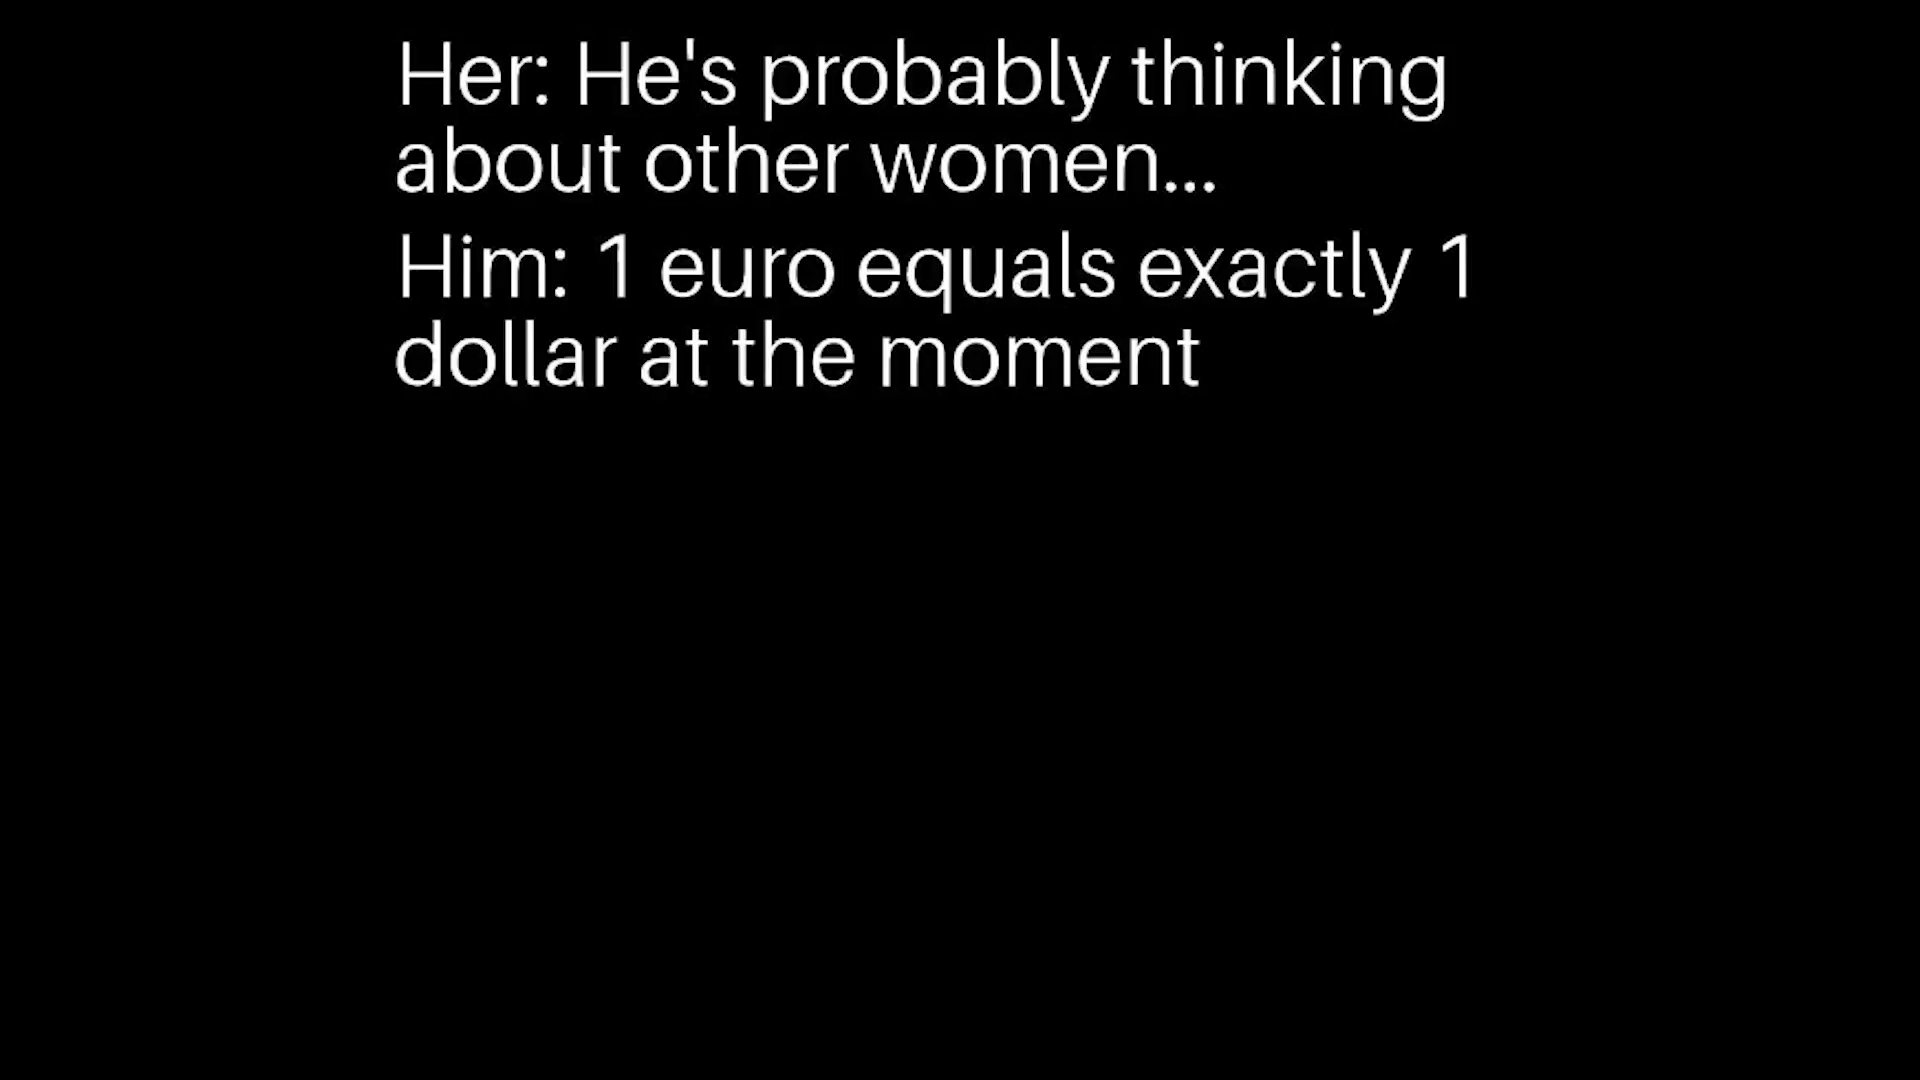 Her: He's probably thinking
about other women...
Him: 1 euro equals exactly 1
dollar at the moment